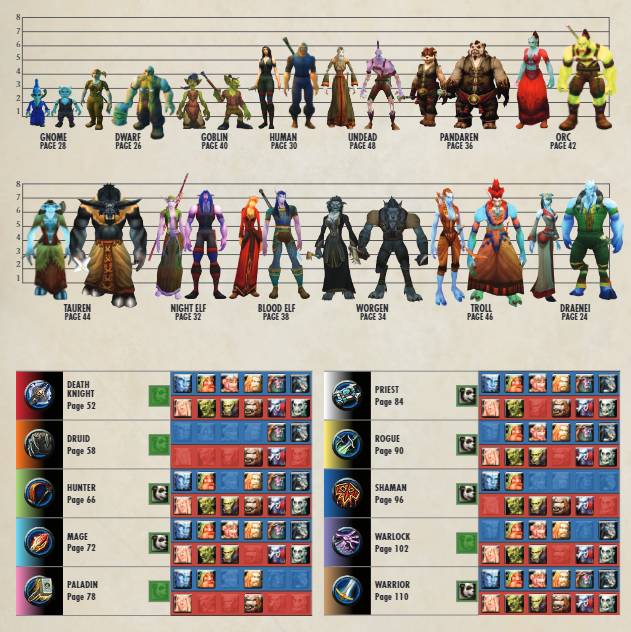 8
7
6
5
4
3
2
1
GNOME
PAGE 28
DWARF
PAGE 26
GOBLIN
PAGE 40
HUMAN
PAGE 30
UNDEAD
PAGE 48
PANDAREN
PAGE 36
ORC
PAGE 42
8
7
6
5
4
3
2
1
TAUREN
PAGE 44
NIGHT ELF
PAGE 32
BLOOD ELF
PAGE 38
WORGEN
PAGE 34
TROLL
PAGE 46
DRAENEI
PAGE 24
DEATH
KNIGHT
Page 52
DRUID
Page 58
HUNTER
Page 66
MAGE
Page 72
PALADIN
Page 78
PRIEST
Page 84
ROGUE
Page 90
SHAMAN
Page 96
WARLOCK
Page 102
WARRIOR
Page 110